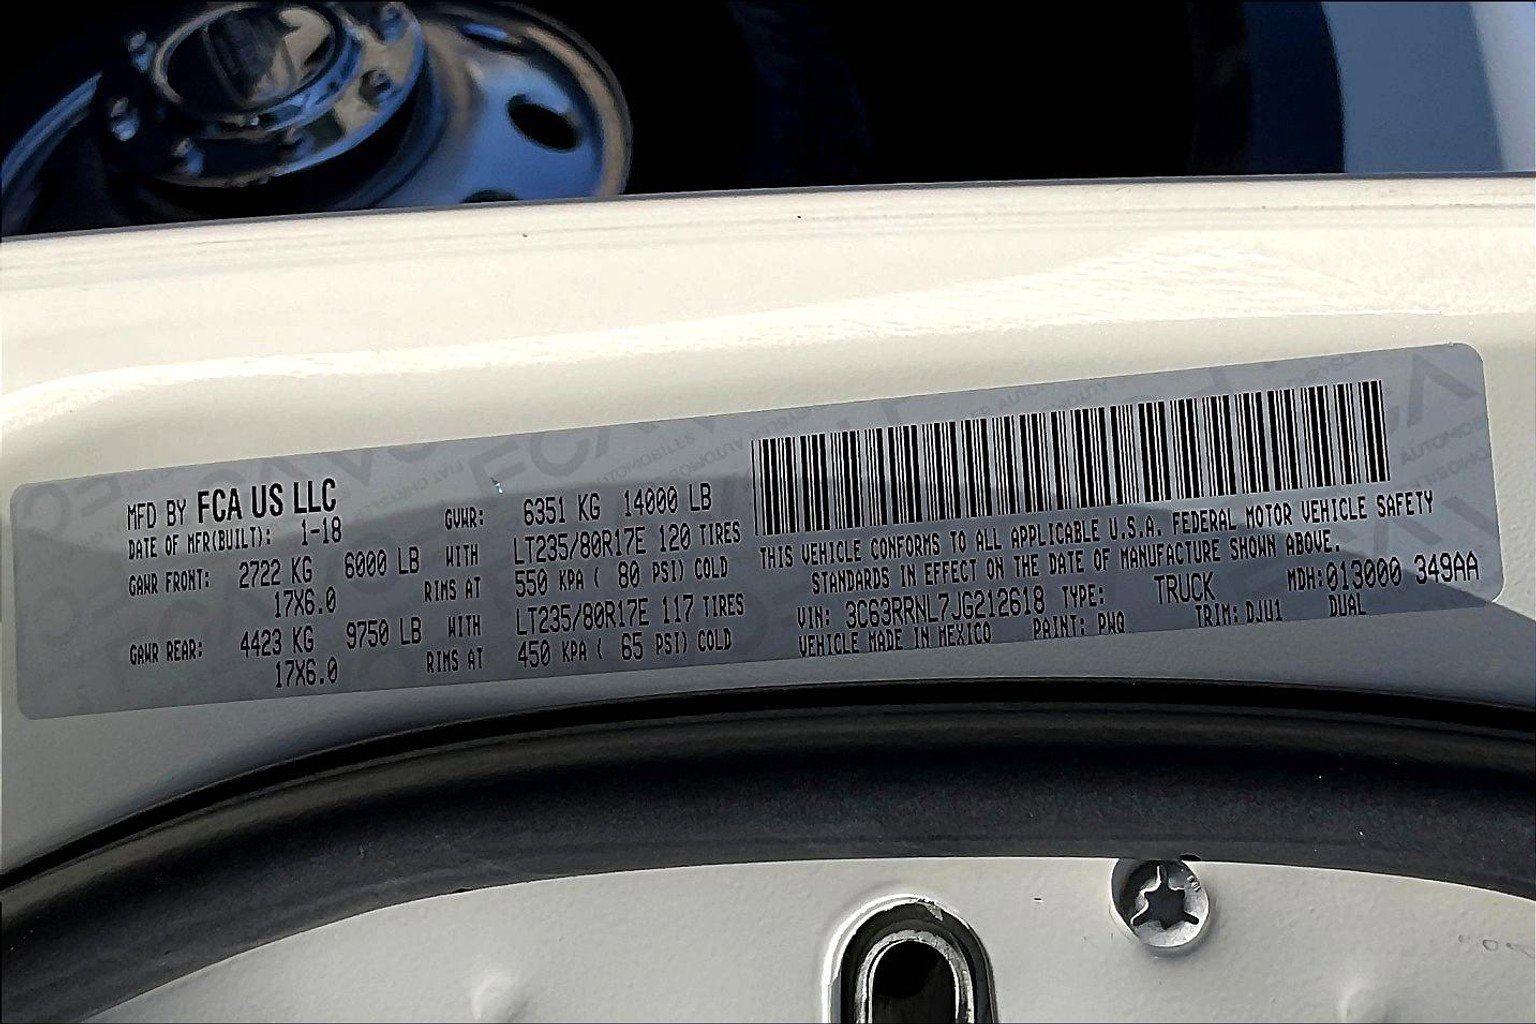 MFD BY FCA US LLC
DATE OF MFR(BUILT): 1-18
GVWR: 6351 KG 14000 LB
GAWR FRONT: 2722 KG 6000 LB WITH LT235/80R17E 120 TIRES
17X6.0 RIMS AT 550 KPA ( 80 PSI) COLD
GAWR REAR: 4423 KG 9750 LB WITH LT235/80R17E 117 TIRES
17X6.0 RIMS AT 450 KPA ( 65 PSI) COLD
THIS VEHICLE CONFORMS TO ALL APPLICABLE U.S.A. FEDERAL MOTOR VEHICLE SAFETY
STANDARDS IN EFFECT ON THE DATE OF MANUFACTURE SHOWN ABOVE.
VIN: 3C63RRNL7JG212618 TYPE: TRUCK MDH:013000 349AA
VEHICLE MADE IN MEXICO PAINT: PWQ TRIM: DJU1 DUAL